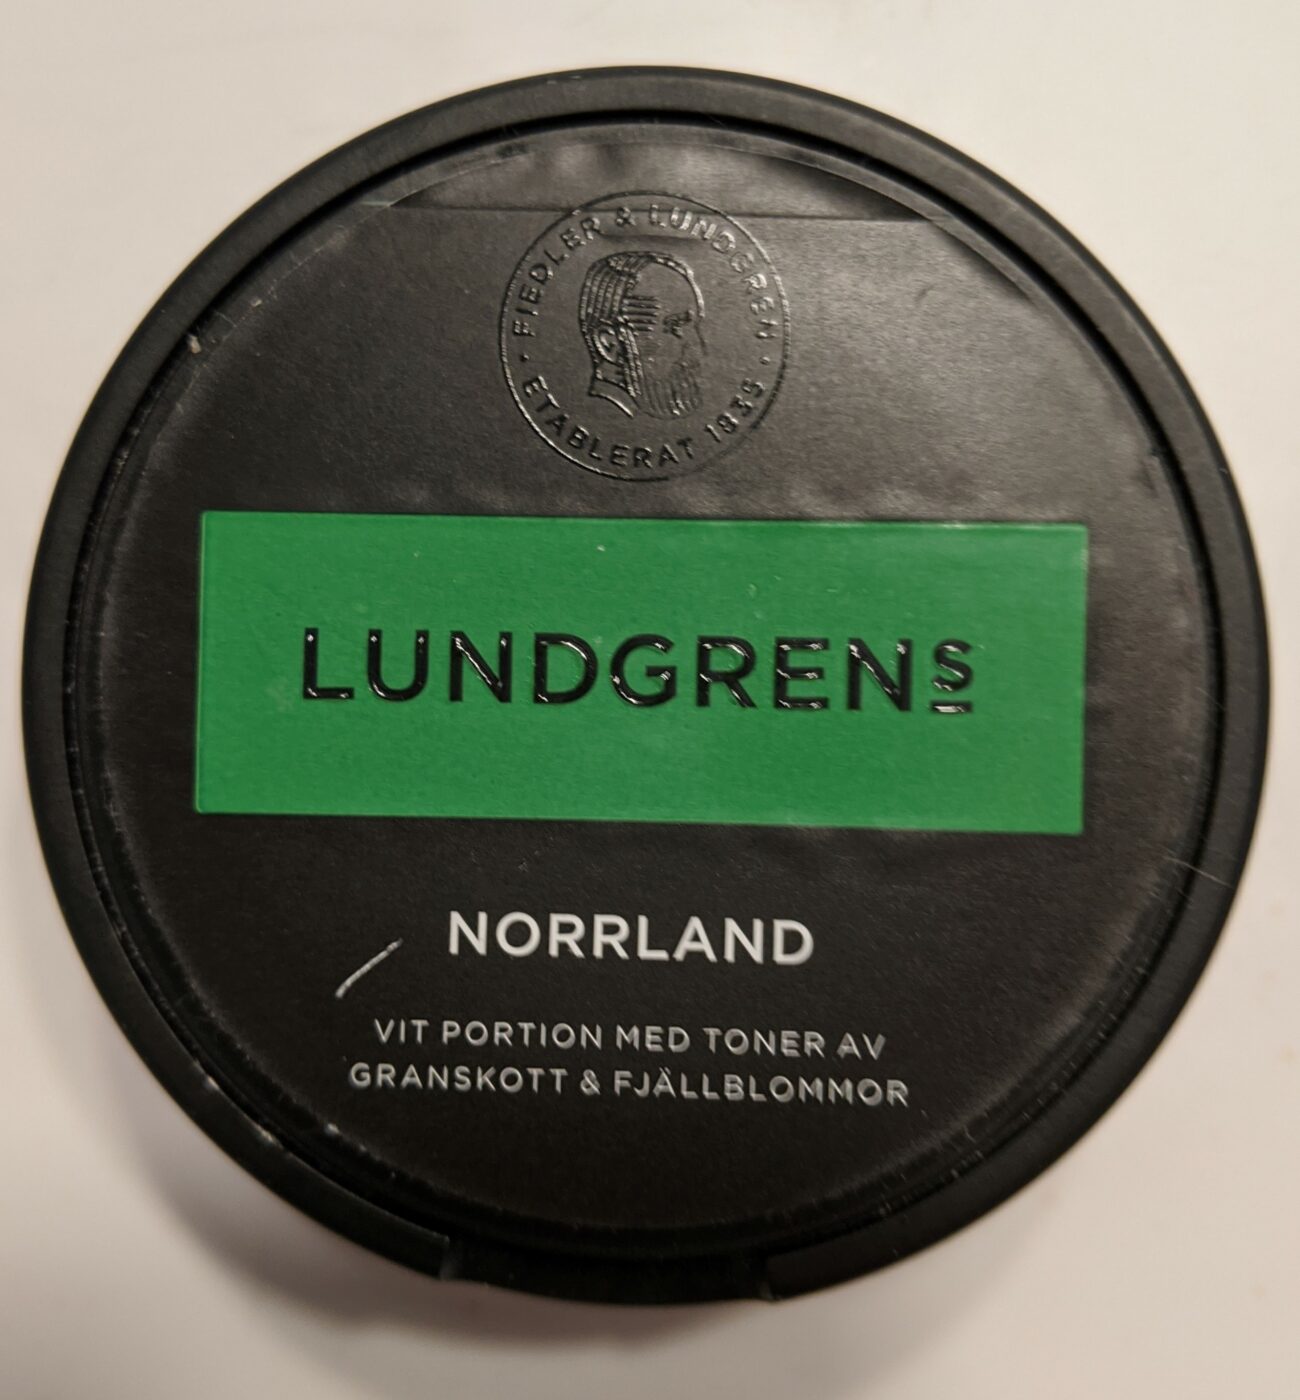 FIEDLER & LUNDGREN
ETABLERAT 1835
LUNDGRENS
NORRLAND
VIT PORTION MED TONER AV
GRANSKOTT & FJÄLLBLOMMOR